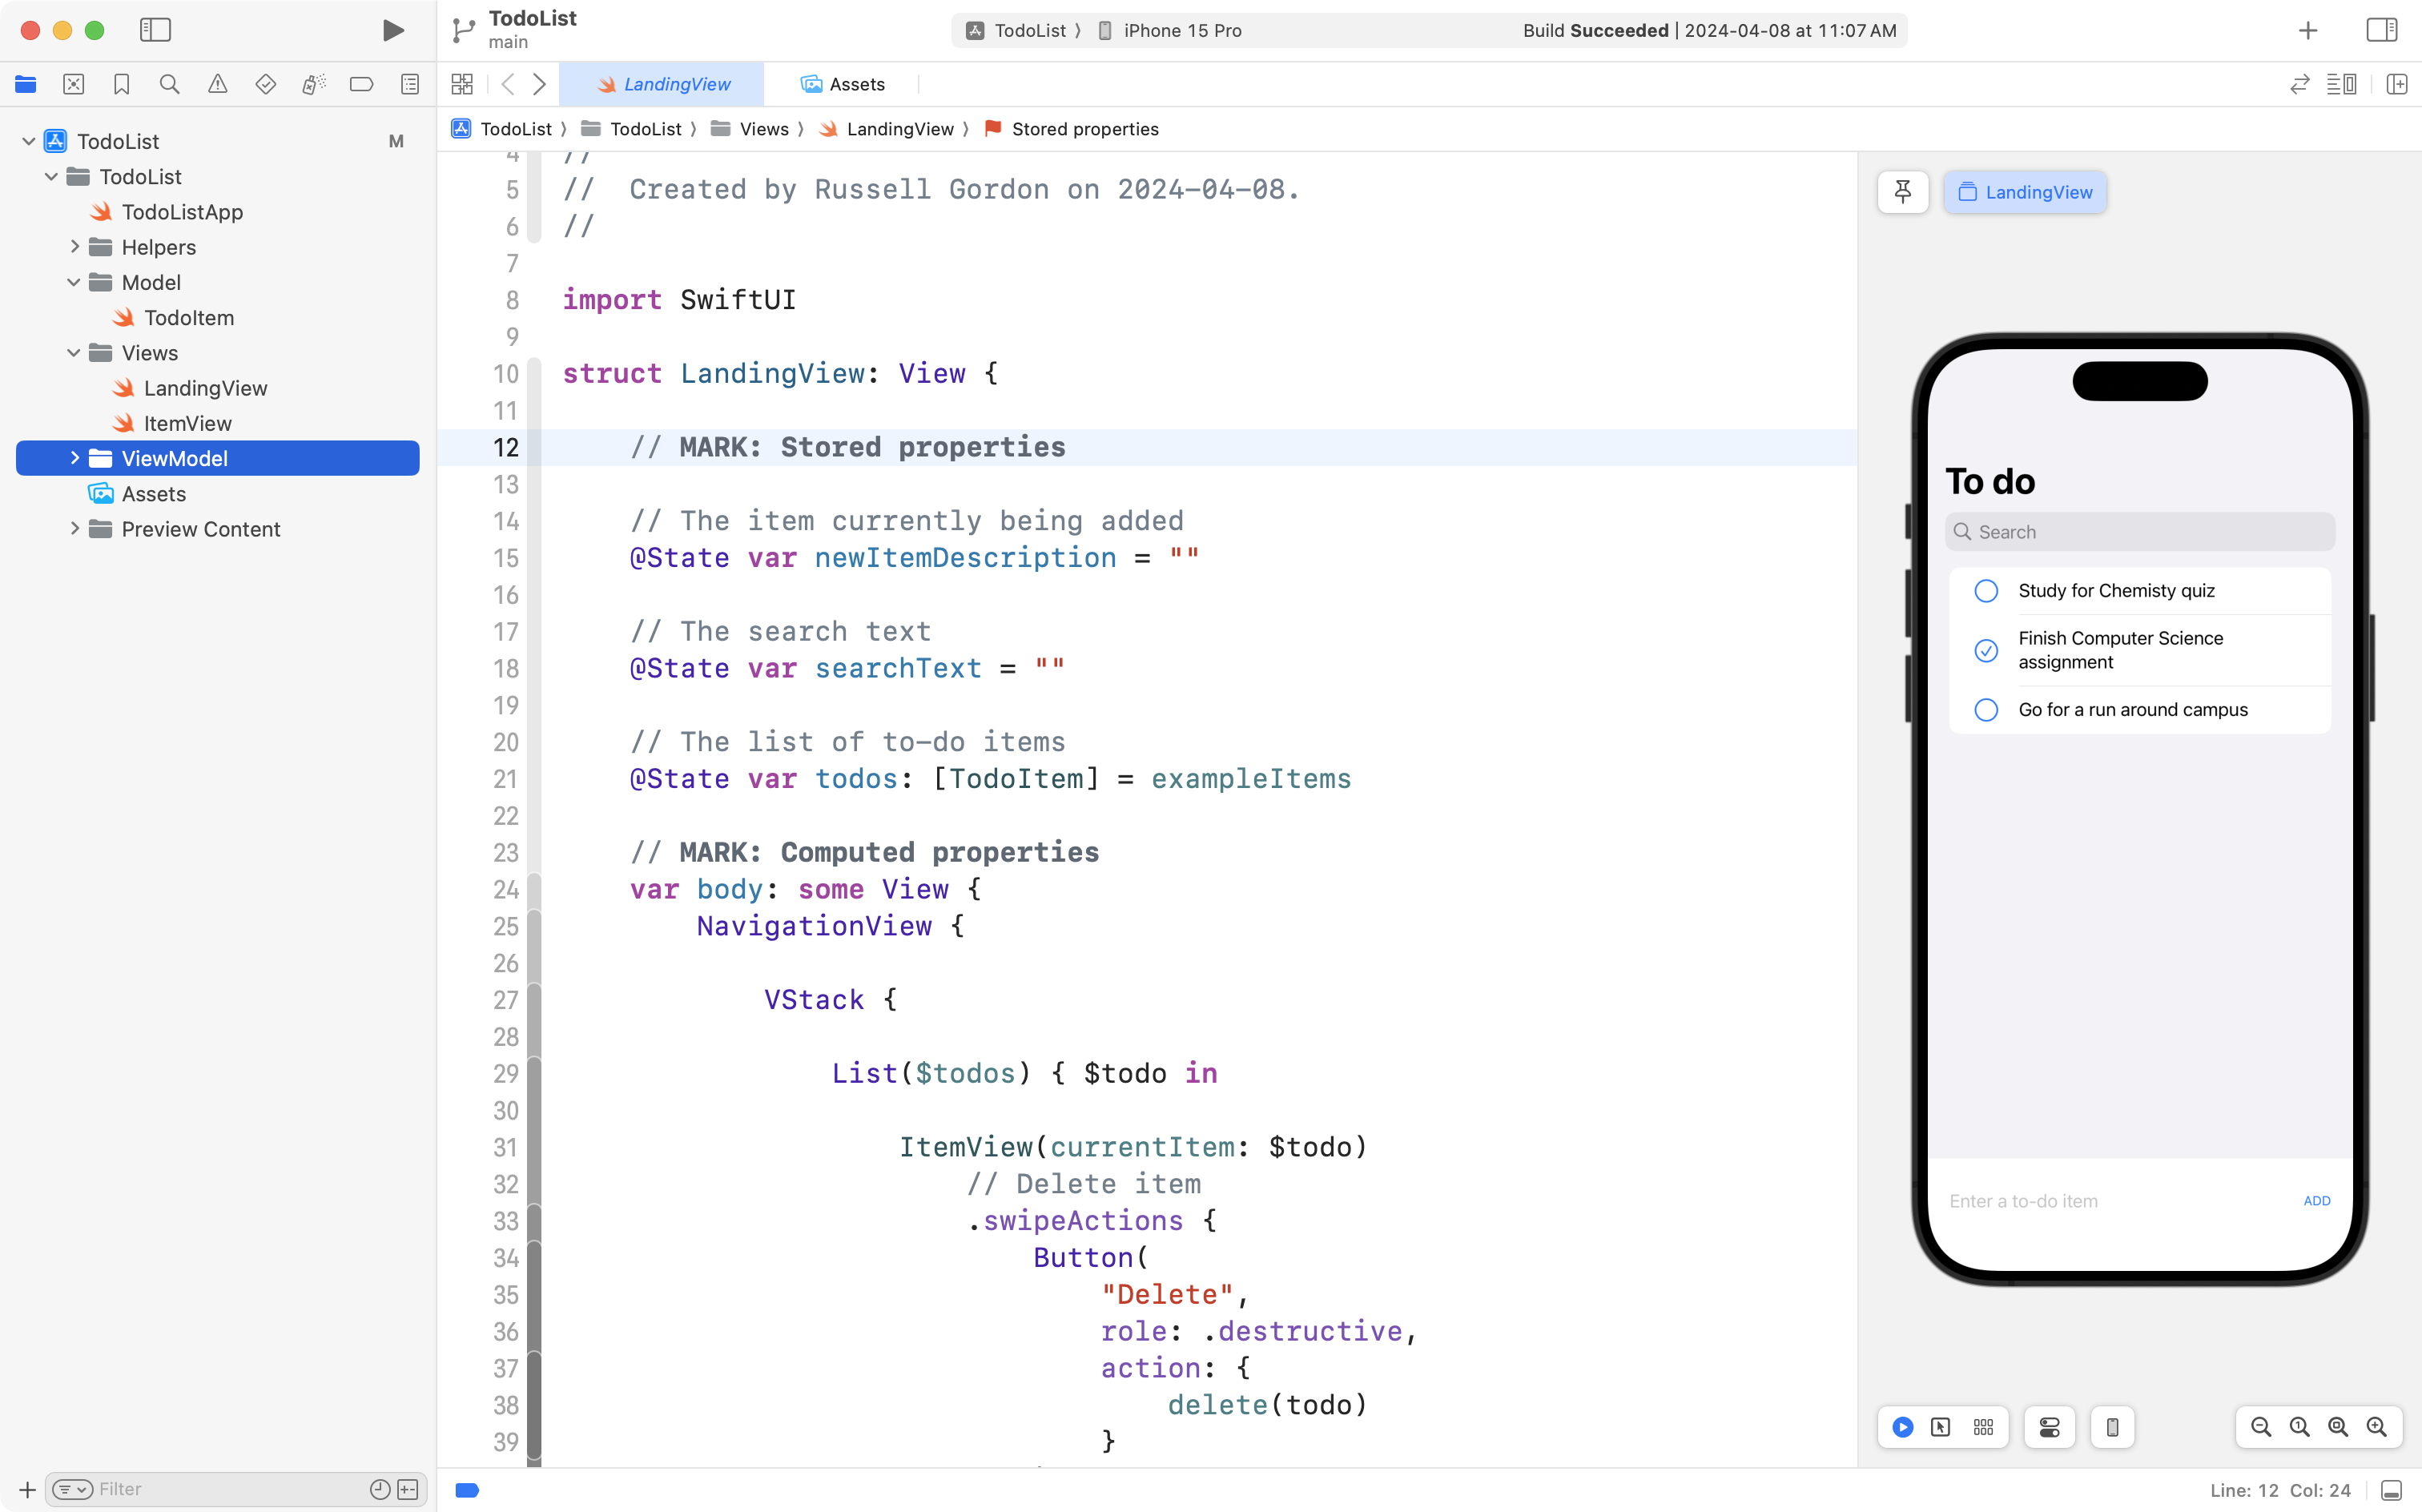 TodoList
main
TodoList 〉 iPhone 15 Pro
Build Succeeded | 2024-04-08 at 11:07 AM
LandingView
Assets
TodoList 〉 TodoList 〉 Views 〉 LandingView 〉 Stored properties
TodoList M
TodoList
TodoListApp
Helpers
Model
TodoItem
Views
LandingView
ItemView
ViewModel
Assets
Preview Content
Filter
4 //
5 //  Created by Russell Gordon on 2024-04-08.
6 //
7
8 import SwiftUI
9
10 struct LandingView: View {
11
12     // MARK: Stored properties
13
14     // The item currently being added
15     @State var newItemDescription = ""
16
17     // The search text
18     @State var searchText = ""
19
20     // The list of to-do items
21     @State var todos: [TodoItem] = exampleItems
22
23     // MARK: Computed properties
24     var body: some View {
25         NavigationView {
26
27             VStack {
28
29                 List($todos) { $todo in
30
31                     ItemView(currentItem: $todo)
32                         // Delete item
33                         .swipeActions {
34                             Button(
35                                 "Delete",
36                                 role: .destructive,
37                                 action: {
38                                     delete(todo)
39                                 }
LandingView
To do
Search
Study for Chemisty quiz
Finish Computer Science
assignment
Go for a run around campus
Enter a to-do item ADD
Line: 12 Col: 24